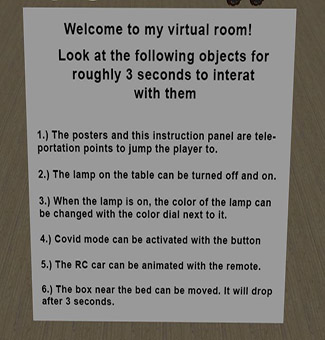 Welcome to my virtual room!
Look at the following objects for
roughly 3 seconds to interat
with them
1.) The posters and this instruction panel are tele-
portation points to jump the player to.
2.) The lamp on the table can be turned off and on.
3.) When the lamp is on, the color of the lamp can
be changed with the color dial next to it.
4.) Covid mode can be activated with the button
5.) The RC car can be animated with the remote.
6.) The box near the bed can be moved. It will drop
after 3 seconds.